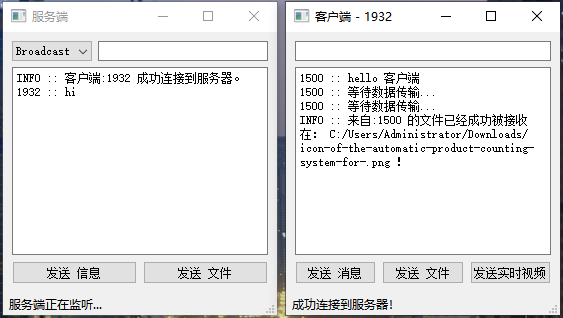 服务端
Broadcast
INFO :: 客户端:1932 成功连接到服务器。
1932 :: hi
发送 信息
发送 文件
服务端正在监听...
客户端 - 1932
1500 :: hello 客户端
1500 :: 等待数据传输...
1500 :: 等待数据传输...
INFO :: 来自:1500 的文件已经成功被接收
在: C:/Users/Administrator/Downloads/
icon-of-the-automatic-product-counting-
system-for-.png !
发送 消息
发送 文件
发送实时视频
成功连接到服务器!